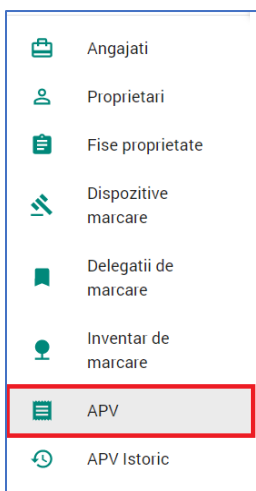 Angajati
Proprietari
Fise proprietate
Dispozitive
marcare
Delegatii de
marcare
Inventar de
marcare
APV
APV Istoric